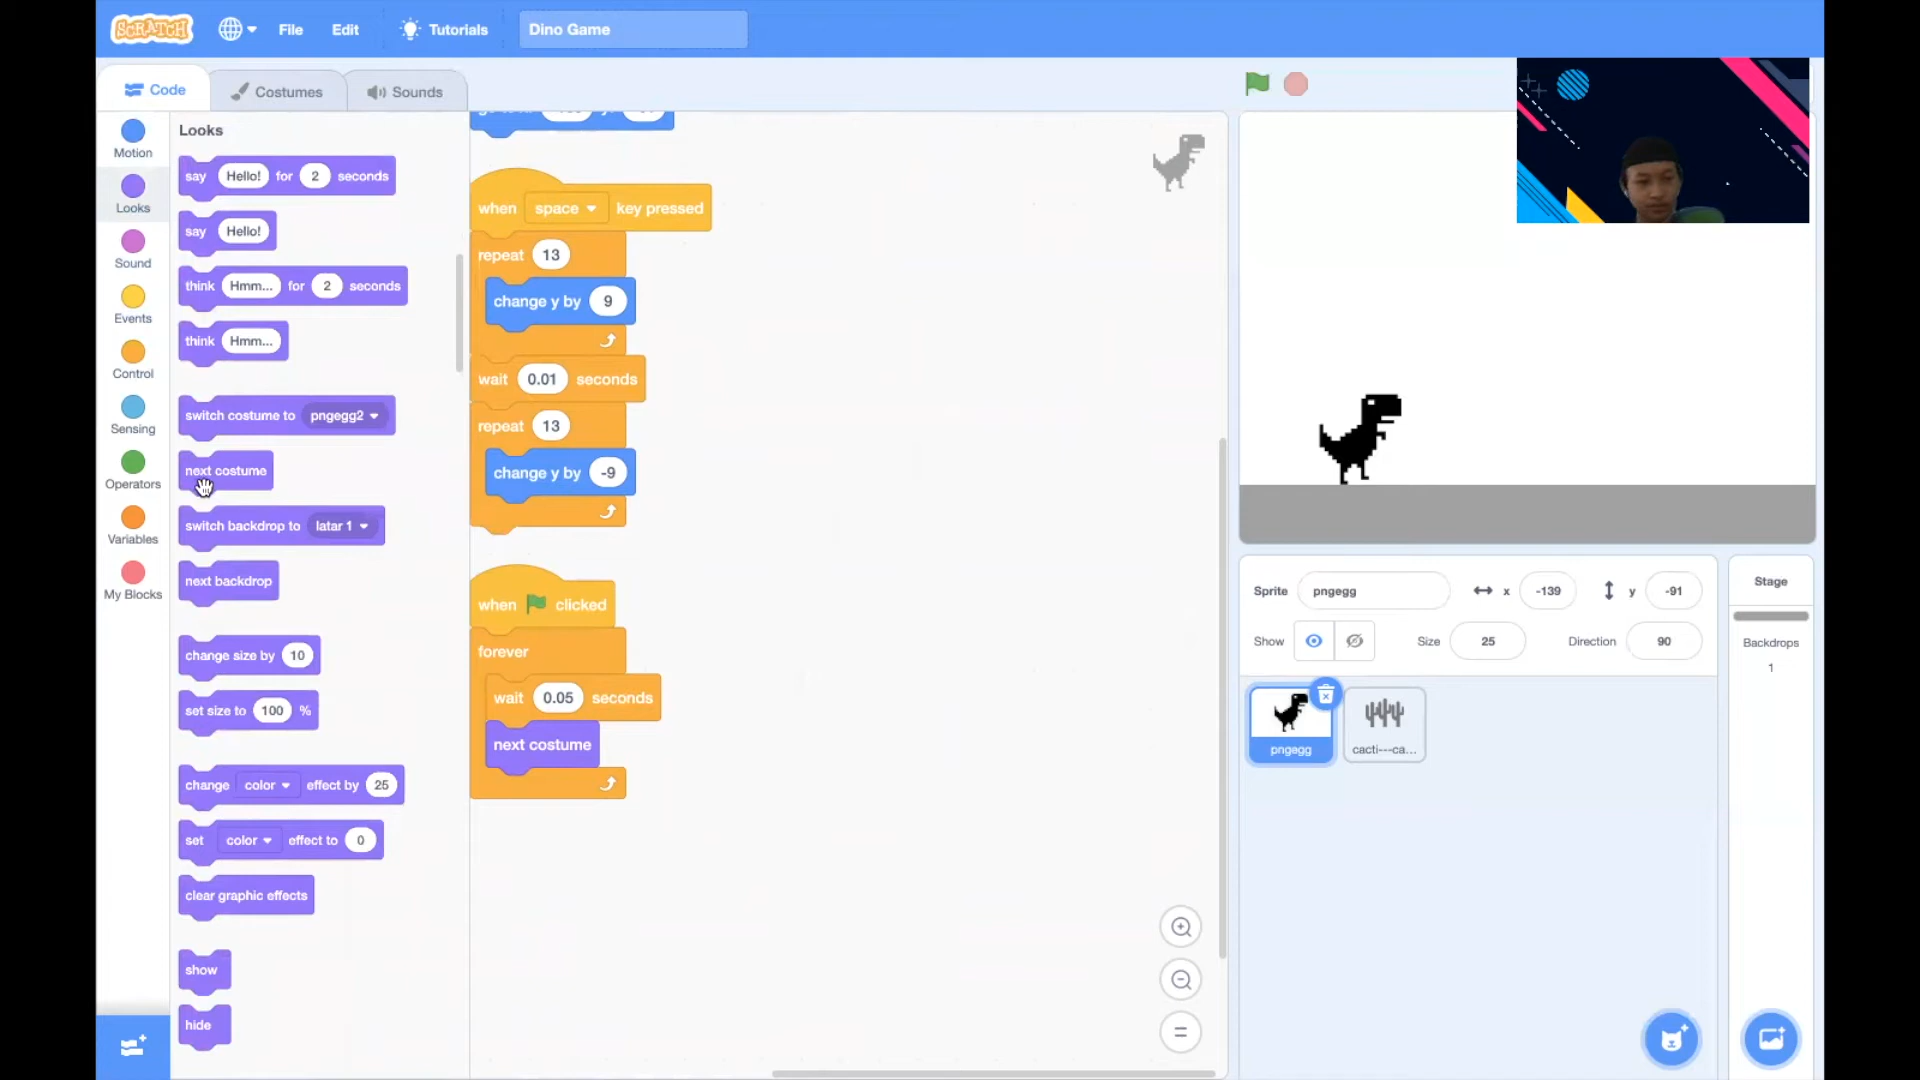 SCRATCH
File
Edit
Tutorials
Dino Game
Code
Costumes
Sounds
Motion
Looks
Sound
Events
Control
Sensing
Operators
Variables
My Blocks
Looks
say Hello! for 2 seconds
say Hello!
think Hmm... for 2 seconds
think Hmm...
switch costume to pngegg2
next costume
switch backdrop to latar 1
next backdrop
change size by 10
set size to 100 %
change color effect by 25
set color effect to 0
clear graphic effects
show
hide
when space key pressed
repeat 13
change y by 9
wait 0.01 seconds
repeat 13
change y by -9
when clicked
forever
wait 0.05 seconds
next costume
Sprite pngegg x -139 y -91
Show Size 25 Direction 90
pngegg
cacti---ca...
Stage
Backdrops
1